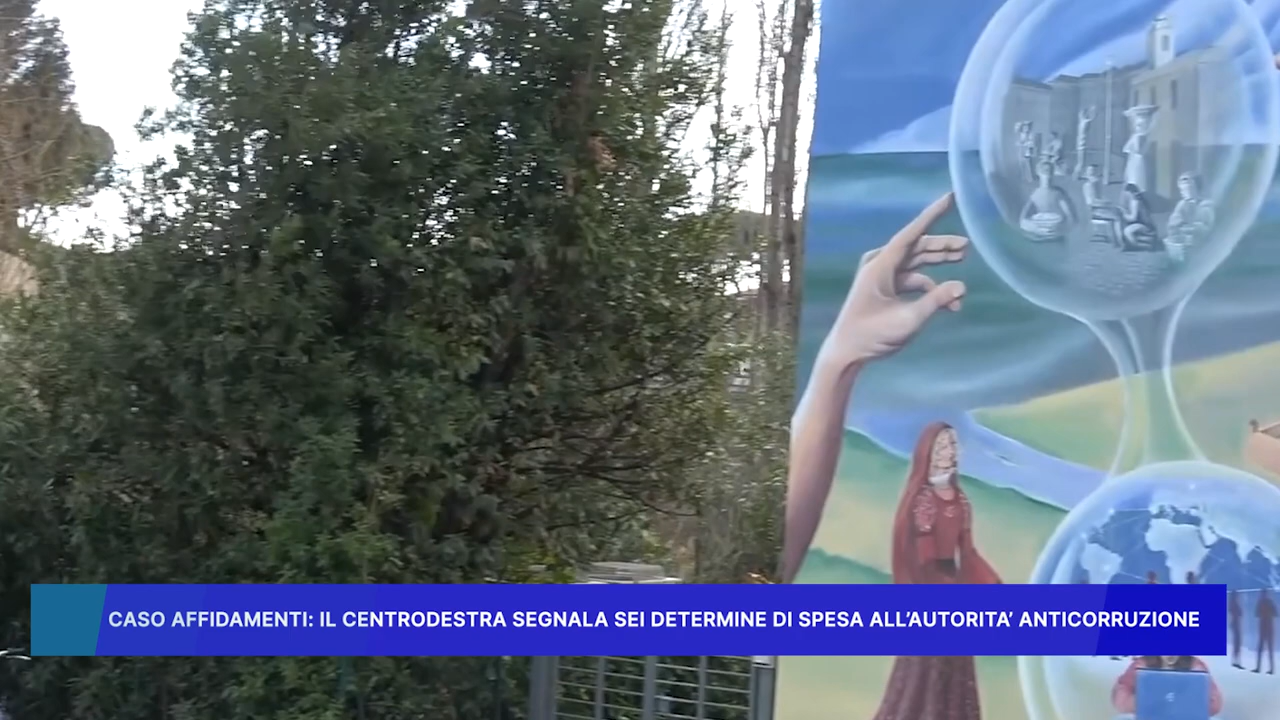 CASO AFFIDAMENTI: IL CENTRODESTRA SEGNALA SEI DETERMINE DI SPESA ALL'AUTORITA' ANTICORRUZIONE